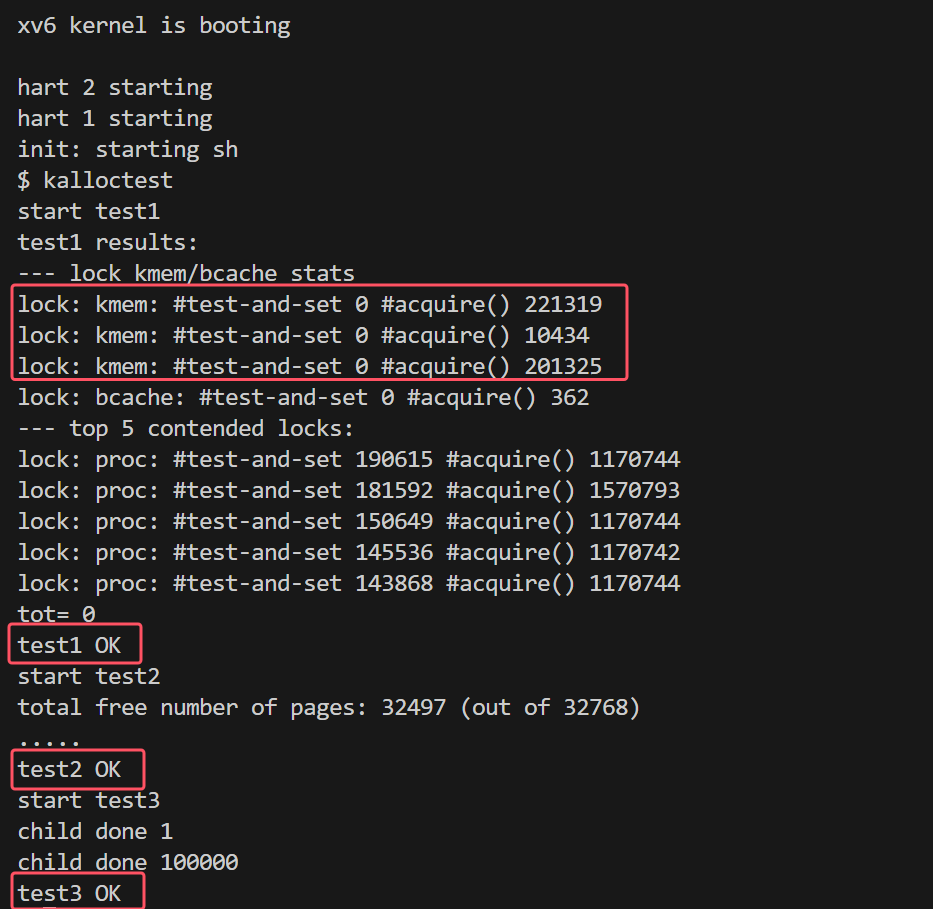 xv6 kernel is booting
hart 2 starting
hart 1 starting
init: starting sh
$ kalloctest
start test1
test1 results:
--- lock kmem/bcache stats
lock: kmem: #test-and-set 0 #acquire() 221319
lock: kmem: #test-and-set 0 #acquire() 10434
lock: kmem: #test-and-set 0 #acquire() 201325
lock: bcache: #test-and-set 0 #acquire() 362
--- top 5 contended locks:
lock: proc: #test-and-set 190615 #acquire() 1170744
lock: proc: #test-and-set 181592 #acquire() 1570793
lock: proc: #test-and-set 150649 #acquire() 1170744
lock: proc: #test-and-set 145536 #acquire() 1170742
lock: proc: #test-and-set 143868 #acquire() 1170744
tot= 0
test1 OK
start test2
total free number of pages: 32497 (out of 32768)
.....
test2 OK
start test3
child done 1
child done 100000
test3 OK